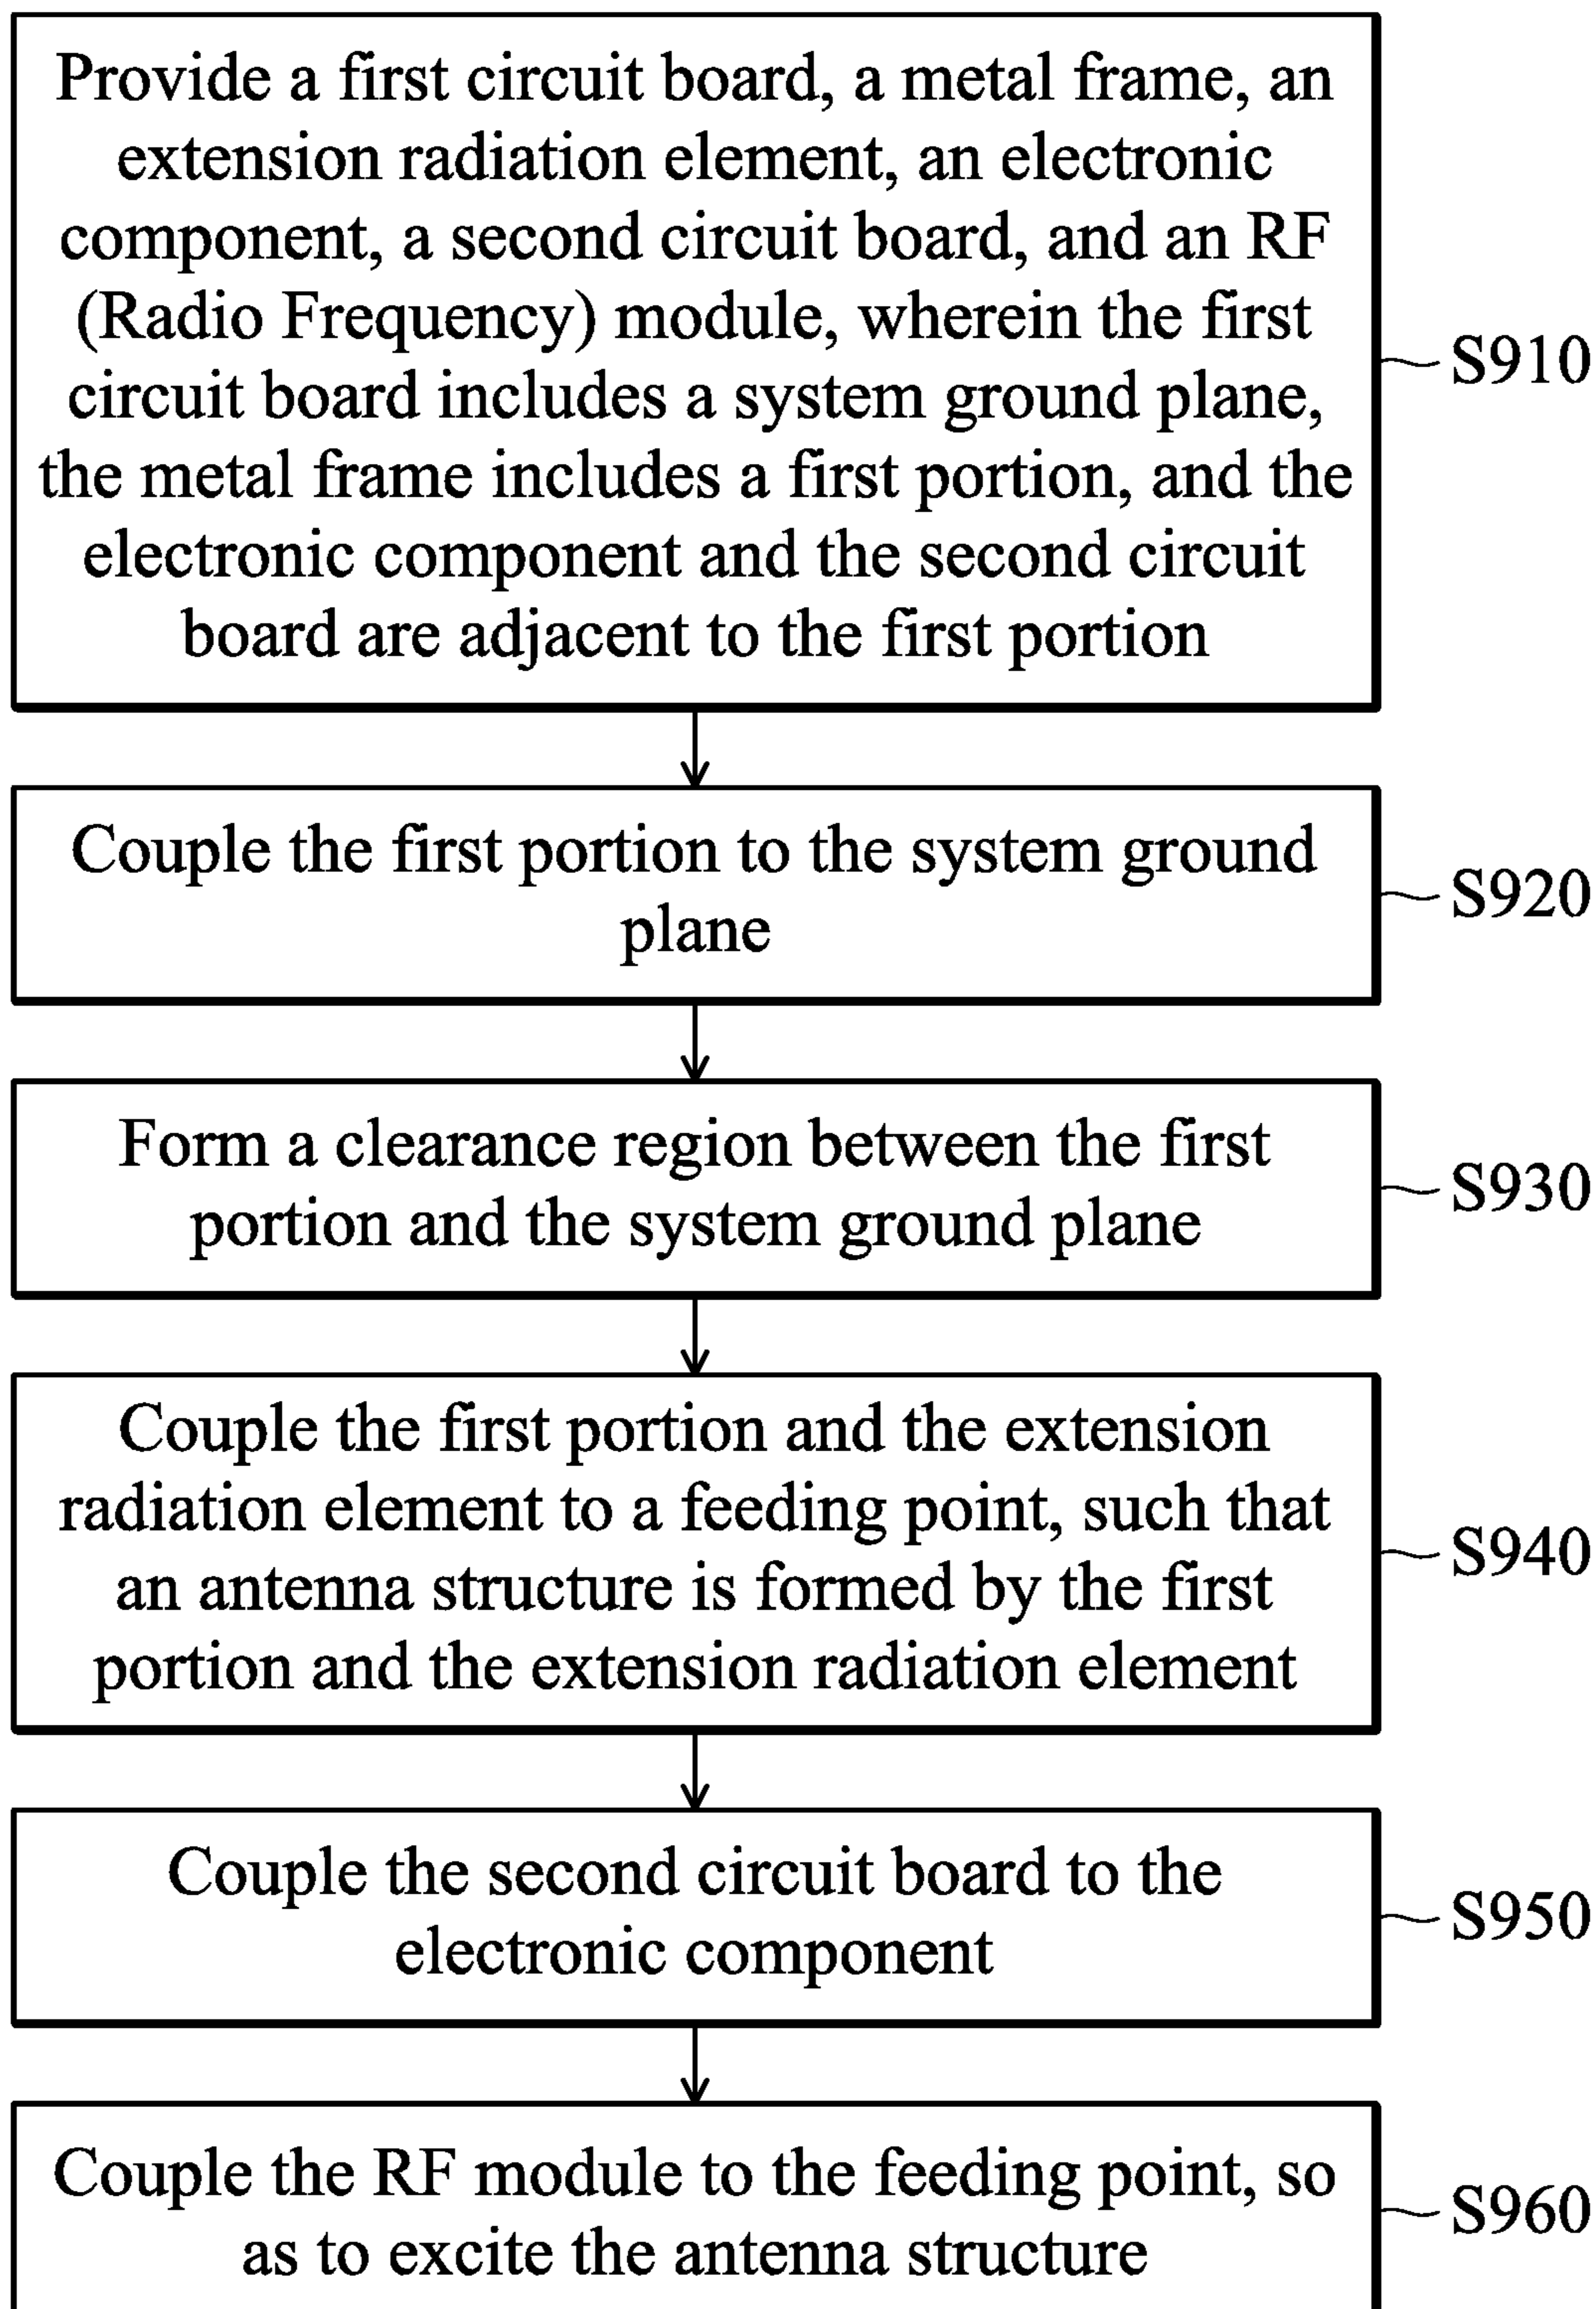 Provide a first circuit board, a metal frame, an
extension radiation element, an electronic
component, a second circuit board, and an RF
(Radio Frequency) module, wherein the first
circuit board includes a system ground plane,
the metal frame includes a first portion, and the
electronic component and the second circuit
board are adjacent to the first portion
S910
Couple the first portion to the system ground
plane
S920
Form a clearance region between the first
portion and the system ground plane
S930
Couple the first portion and the extension
radiation element to a feeding point, such that
an antenna structure is formed by the first
portion and the extension radiation element
S940
Couple the second circuit board to the
electronic component
S950
Couple the RF module to the feeding point, so
as to excite the antenna structure
S960